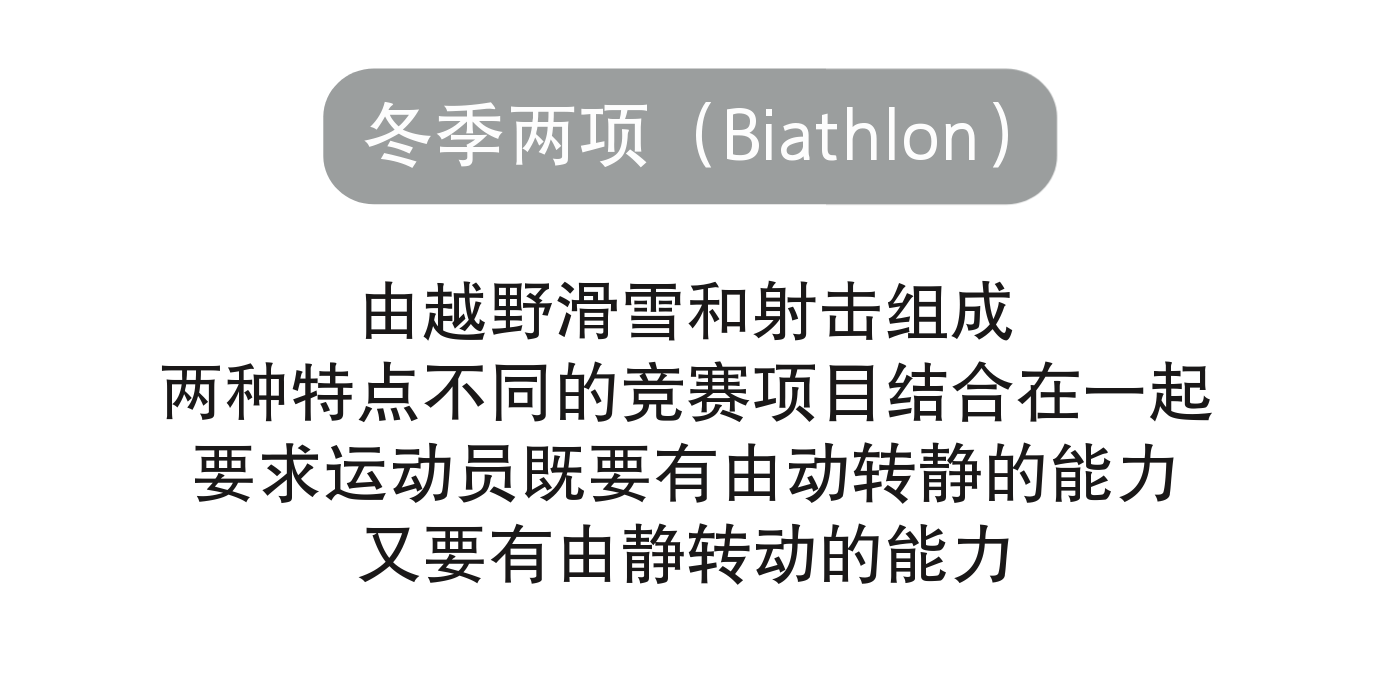 冬季两项（Biathlon）
由越野滑雪和射击组成
两种特点不同的竞赛项目结合在一起
要求运动员既要有由动转静的能力
又要有由静转动的能力